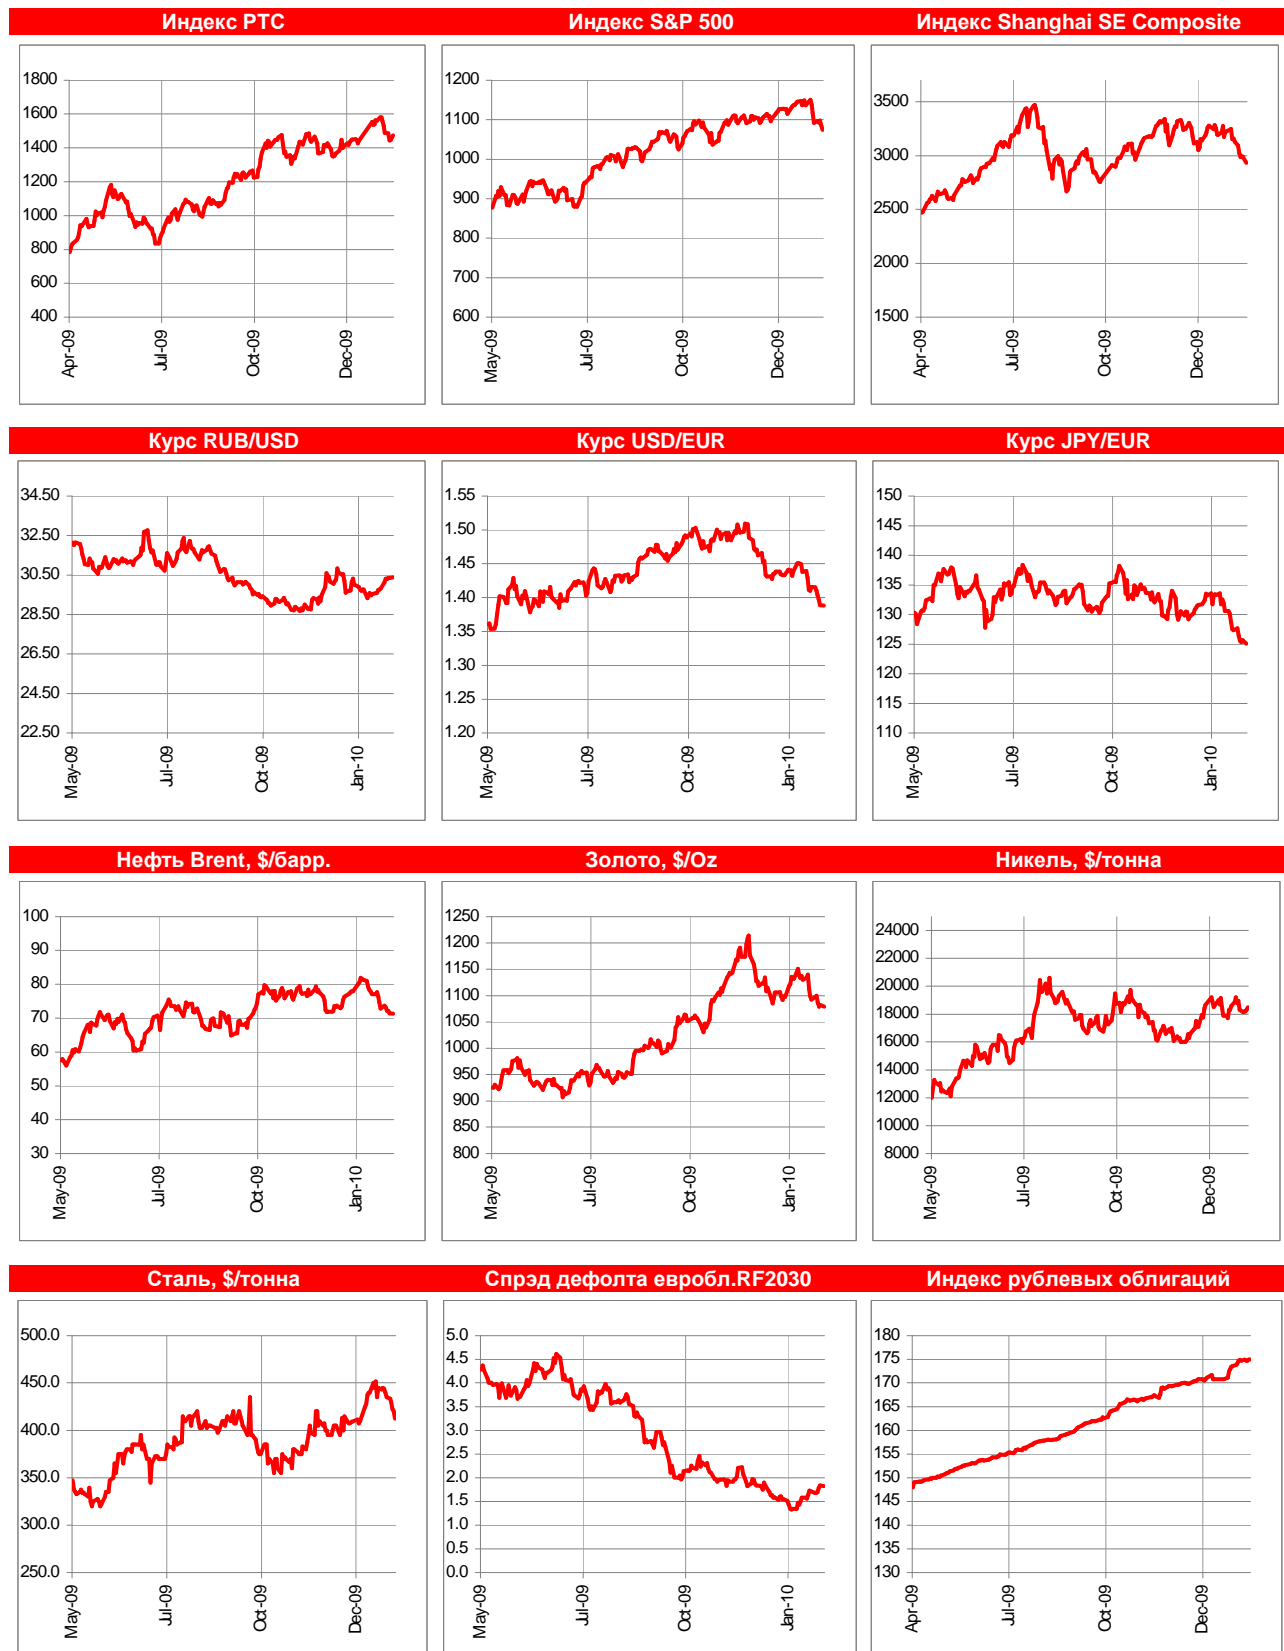 Индекс РТС
1800
1600
1400
1200
1000
800
600
400
Apr-09
Jul-09
Oct-09
Dec-09
Индекс S&P 500
1200
1100
1000
900
800
700
600
May-09
Jul-09
Oct-09
Dec-09
Индекс Shanghai SE Composite
3500
3000
2500
2000
1500
Apr-09
Jul-09
Oct-09
Dec-09
Курс RUB/USD
34.50
32.50
30.50
28.50
26.50
24.50
22.50
May-09
Jul-09
Oct-09
Jan-10
Курс USD/EUR
1.55
1.50
1.45
1.40
1.35
1.30
1.25
1.20
May-09
Jul-09
Oct-09
Jan-10
Курс JPY/EUR
150
145
140
135
130
125
120
115
110
May-09
Jul-09
Oct-09
Jan-10
Нефть Brent, $/барр.
100
90
80
70
60
50
40
30
May-09
Jul-09
Oct-09
Jan-10
Золото, $/Oz
1250
1200
1150
1100
1050
1000
950
900
850
800
May-09
Jul-09
Oct-09
Jan-10
Никель, $/тонна
24000
22000
20000
18000
16000
14000
12000
10000
8000
May-09
Jul-09
Oct-09
Dec-09
Сталь, $/тонна
500.0
450.0
400.0
350.0
300.0
250.0
May-09
Jul-09
Oct-09
Dec-09
Спрэд дефолта евробл.RF2030
5.0
4.5
4.0
3.5
3.0
2.5
2.0
1.5
1.0
0.5
0.0
May-09
Jul-09
Oct-09
Jan-10
Индекс рублевых облигаций
180
175
170
165
160
155
150
145
140
135
130
Apr-09
Jul-09
Oct-09
Dec-09